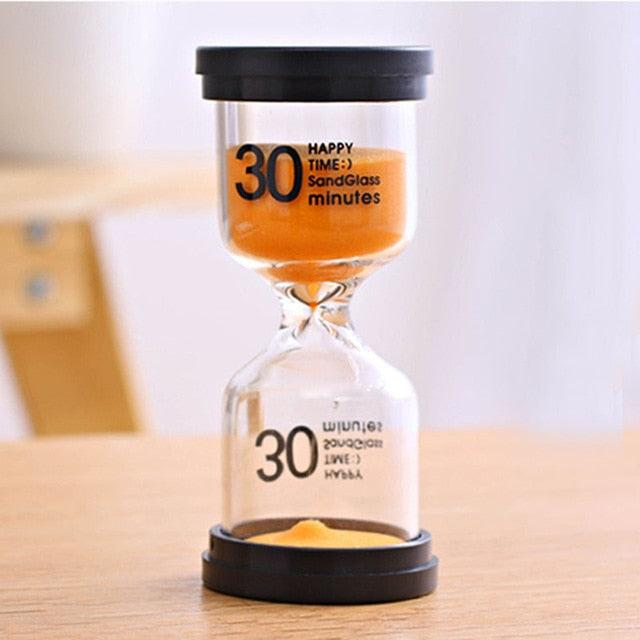 30
HAPPY
TIME:)
SandGlass
minutes
30
minutes
SandGlass
TIME:)
HAPPY